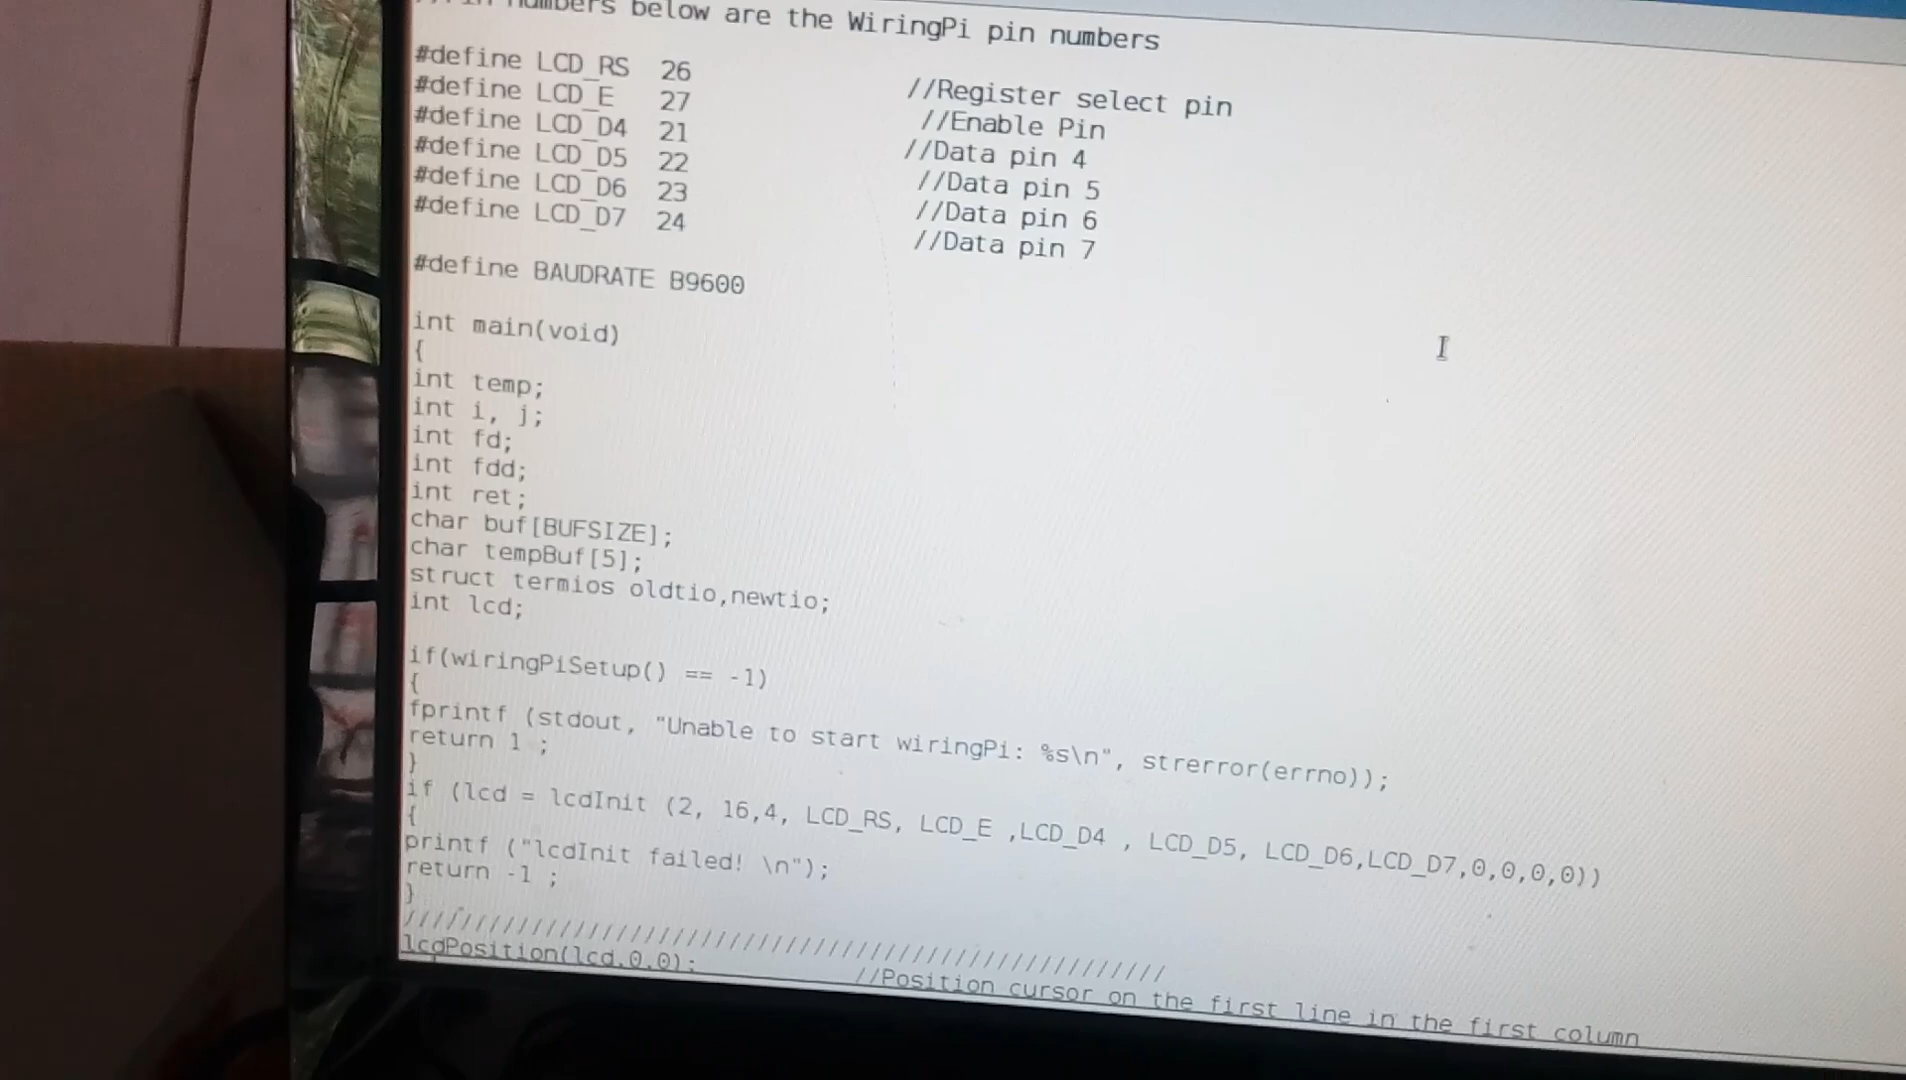 numbers below are the WiringPi pin numbers
#define LCD_RS 26 //Register select pin
#define LCD_E 27 //Enable Pin
#define LCD_D4 21 //Data pin 4
#define LCD_D5 22 //Data pin 5
#define LCD_D6 23 //Data pin 6
#define LCD_D7 24 //Data pin 7
#define BAUDRATE B9600
int main(void)
{
int temp;
int i, j;
int fd;
int fdd;
int ret;
char buf[BUFSIZE];
char tempBuf[5];
struct termios oldtio,newtio;
int lcd;
if(wiringPiSetup() == -1)
{
fprintf (stdout, "Unable to start wiringPi: %s\n", strerror(errno));
return 1 ;
}
if (lcd = lcdInit (2, 16,4, LCD_RS, LCD_E ,LCD_D4 , LCD_D5, LCD_D6,LCD_D7,0,0,0,0))
{
printf ("lcdInit failed! \n");
return -1 ;
}
//////////////////////////////////////////////////////
lcdPosition(lcd,0,0); //Position cursor on the first line in the first column